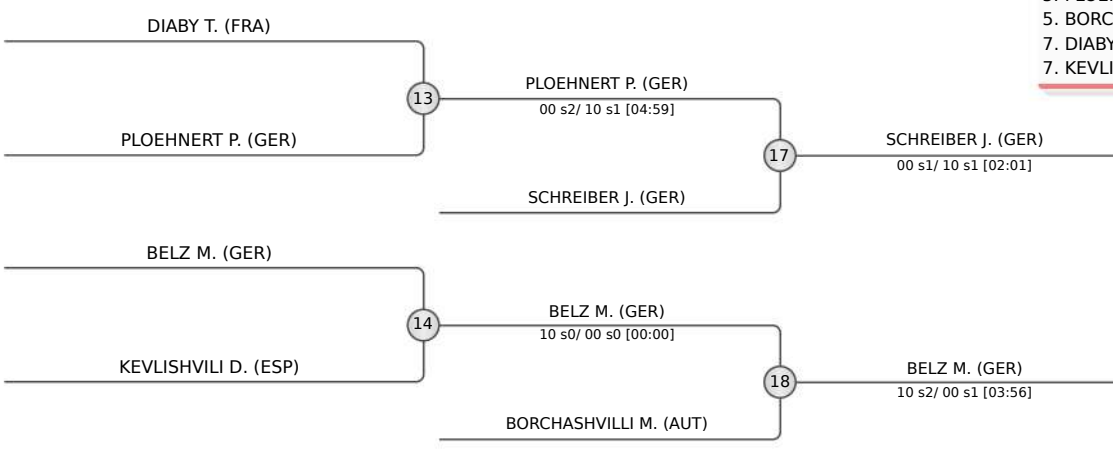 DIABY T. (FRA)
13
PLOEHNERT P. (GER)
PLOEHNERT P. (GER)
00 s2/ 10 s1 [04:59]
17
SCHREIBER J. (GER)
SCHREIBER J. (GER)
00 s1/ 10 s1 [02:01]
BELZ M. (GER)
14
KEVLISHVILI D. (ESP)
BELZ M. (GER)
10 s0/ 00 s0 [00:00]
18
BORCHASHVILLI M. (AUT)
BELZ M. (GER)
10 s2/ 00 s1 [03:56]
5. BORC
7. DIABY
7. KEVLI